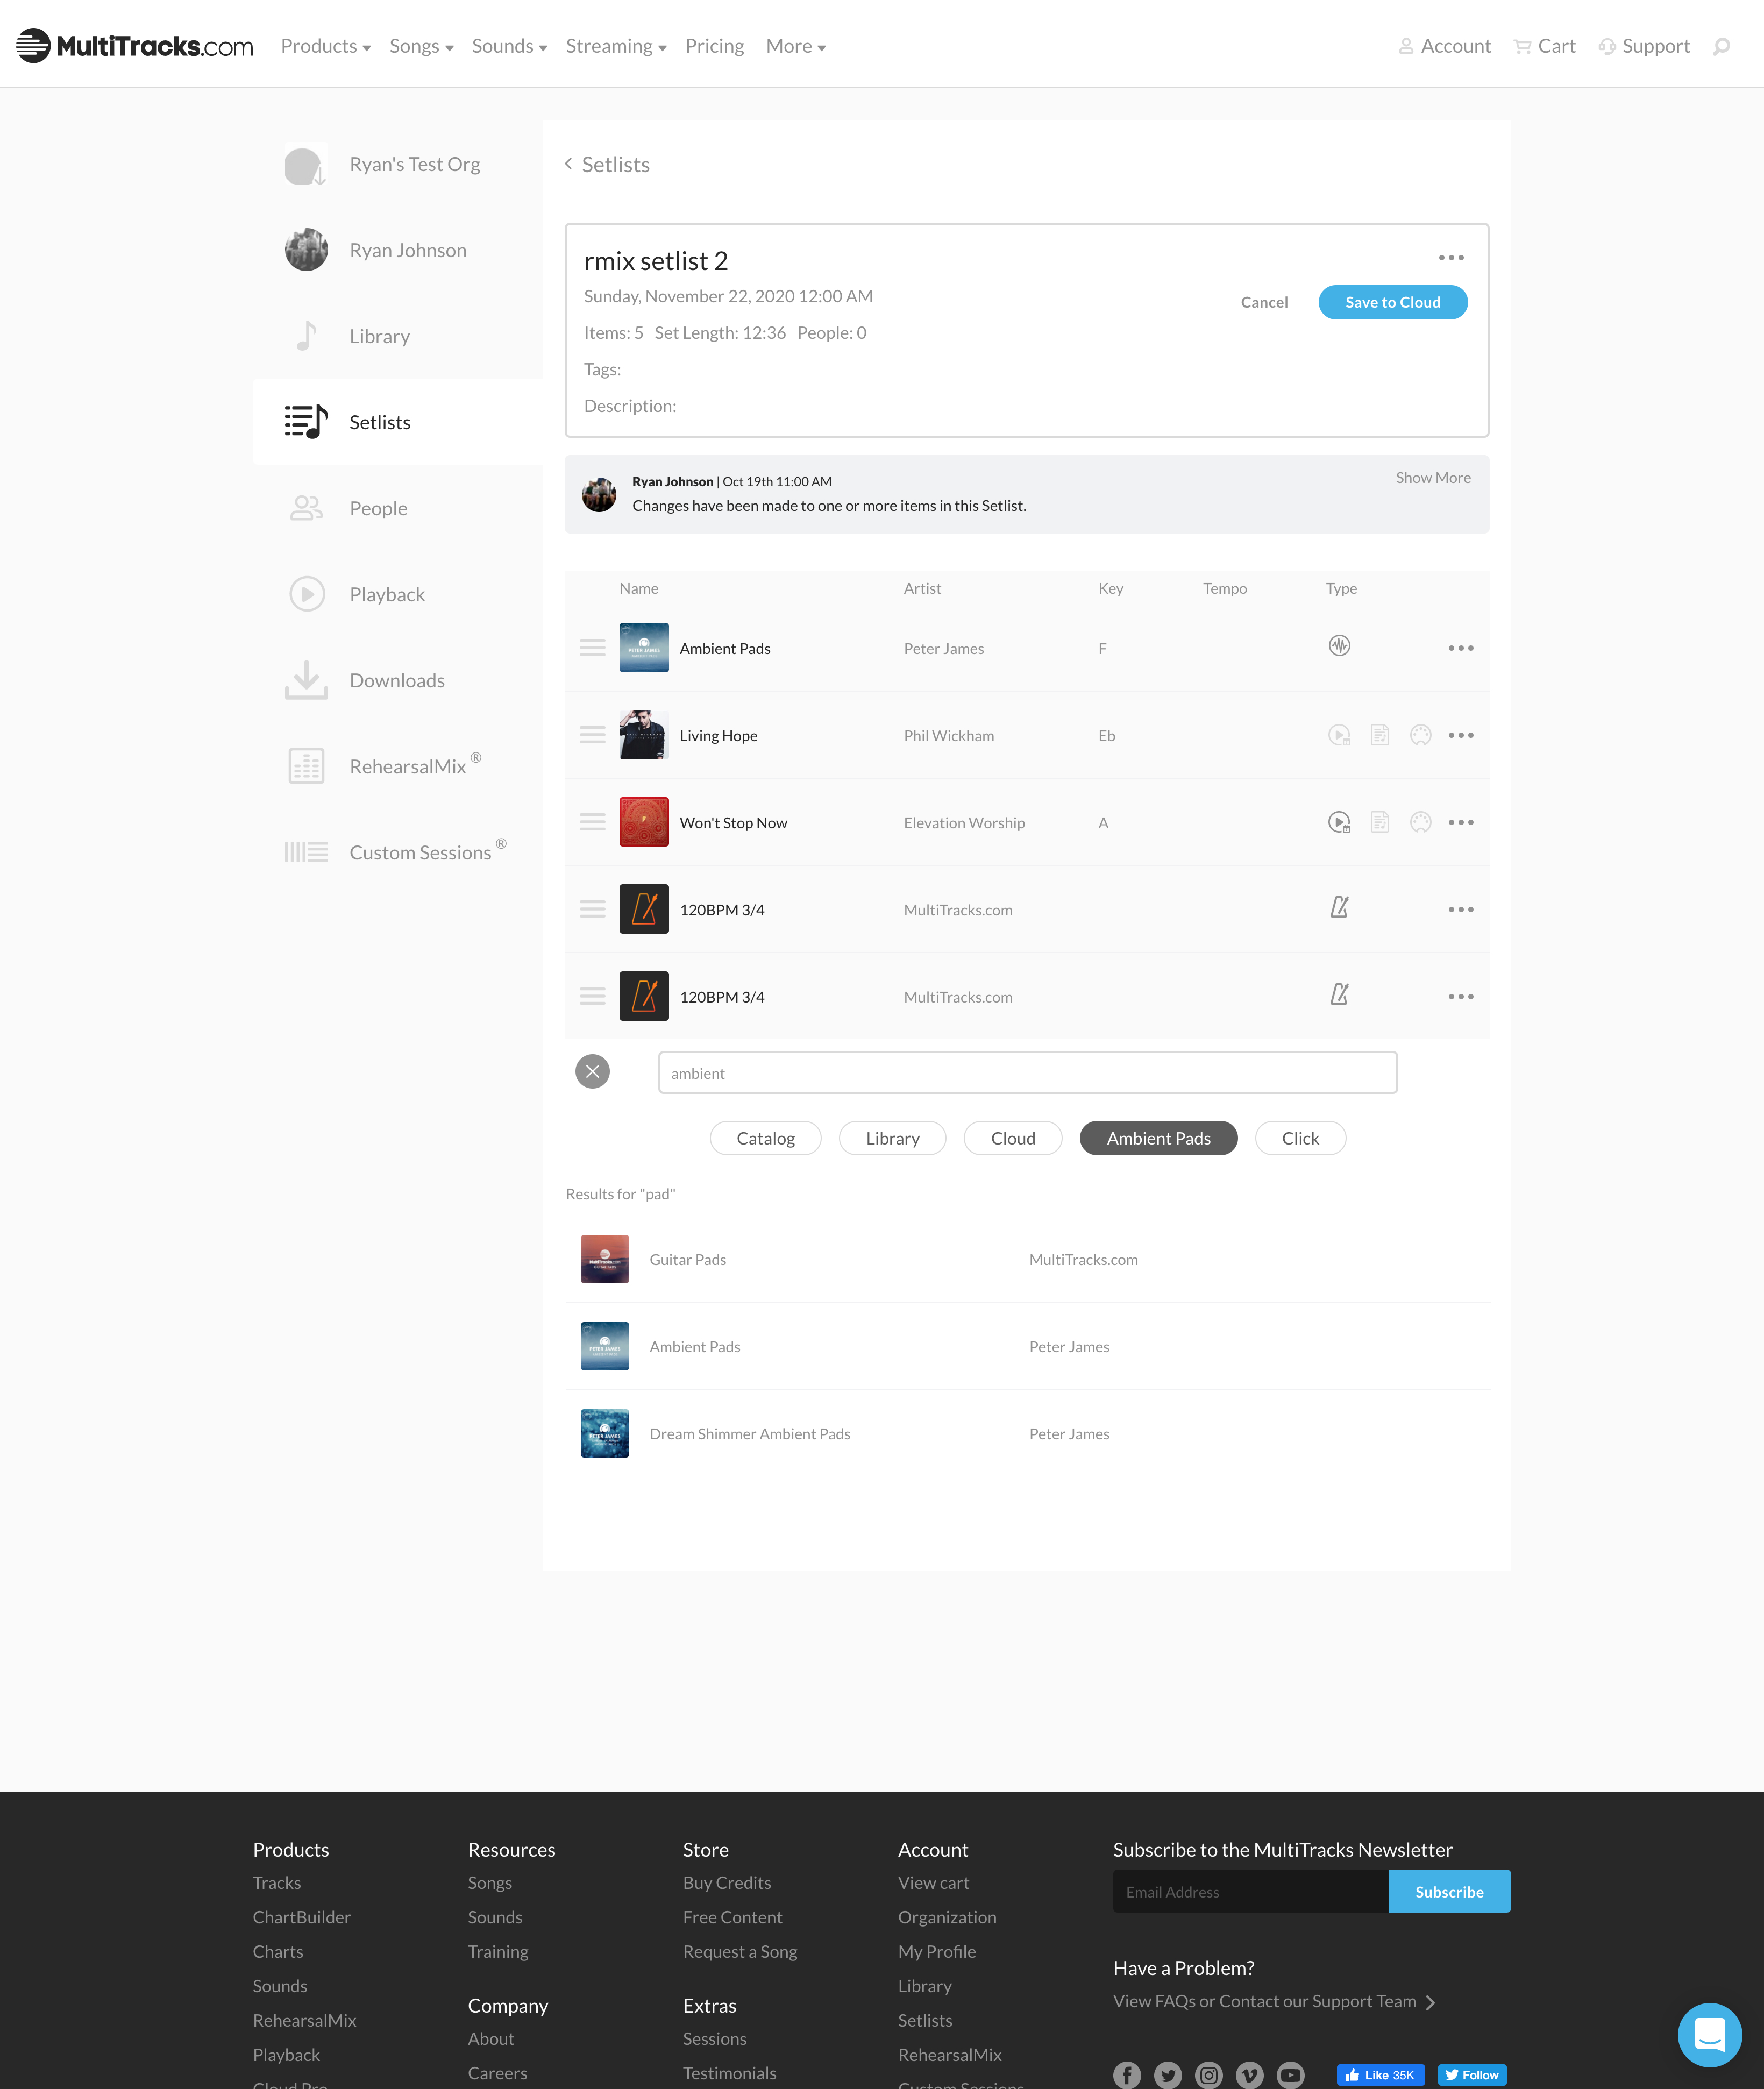 MultiTracks.com Products Songs Sounds Streaming Pricing More Account Cart Support
Ryan's Test Org
Ryan Johnson
Library
Setlists
People
Playback
Downloads
RehearsalMix ®
Custom Sessions ®
Setlists
rmix setlist 2
Sunday, November 22, 2020 12:00 AM
Cancel Save to Cloud
Items: 5 Set Length: 12:36 People: 0
Tags:
Description:
Ryan Johnson | Oct 19th 11:00 AM
Show More
Changes have been made to one or more items in this Setlist.
Name Artist Key Tempo Type
PETER JAMES
Ambient Pads Peter James F
Living Hope Phil Wickham Eb
Won't Stop Now Elevation Worship A
120BPM 3/4 MultiTracks.com
120BPM 3/4 MultiTracks.com
ambient
Catalog Library Cloud Ambient Pads Click
Results for "pad"
MultiTracks.com
Guitar Pads MultiTracks.com
PETER JAMES
Ambient Pads Peter James
PETER JAMES
Dream Shimmer Ambient Pads Peter James
Products
Tracks
ChartBuilder
Charts
Sounds
RehearsalMix
Playback
Cloud Pro
Resources
Songs
Sounds
Training
Company
About
Careers
Store
Buy Credits
Free Content
Request a Song
Extras
Sessions
Testimonials
Account
View cart
Organization
My Profile
Library
Setlists
RehearsalMix
Custom Sessions
Subscribe to the MultiTracks Newsletter
Email Address Subscribe
Have a Problem?
View FAQs or Contact our Support Team
Like 35K Follow